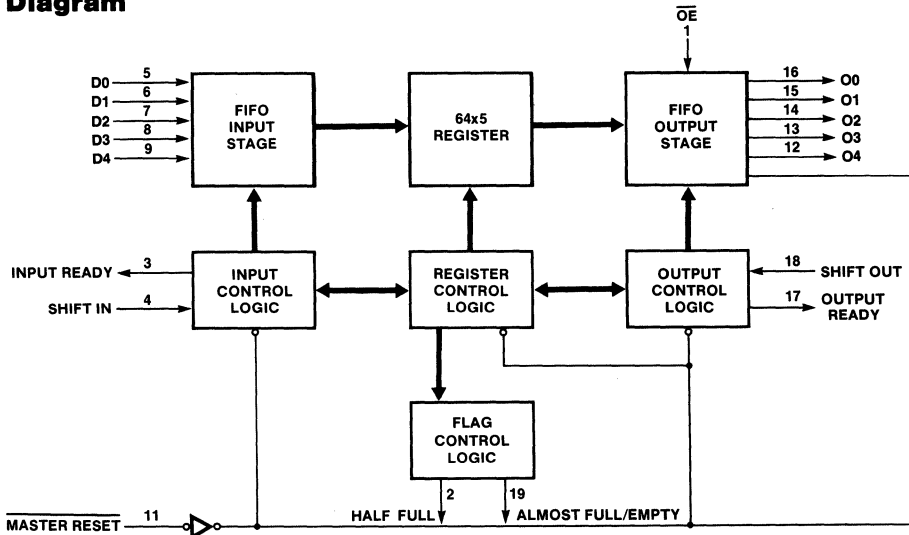 Diagram
OE
1
D0 5
D1 6
D2 7
D3 8
D4 9
FIFO
INPUT
STAGE
64x5
REGISTER
FIFO
OUTPUT
STAGE
16 O0
15 O1
14 O2
13 O3
12 O4
INPUT READY 3
SHIFT IN 4
INPUT
CONTROL
LOGIC
REGISTER
CONTROL
LOGIC
OUTPUT
CONTROL
LOGIC
18 SHIFT OUT
17 OUTPUT
READY
FLAG
CONTROL
LOGIC
2 19
HALF FULL ALMOST FULL/EMPTY
MASTER RESET 11